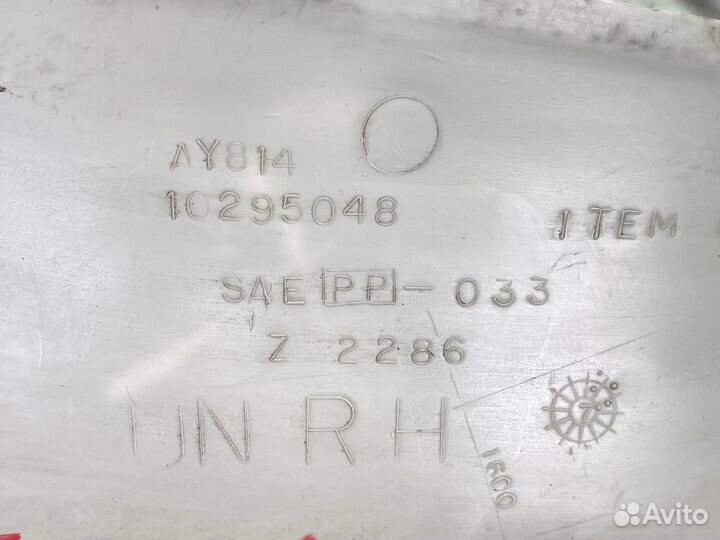 AY814
10295048
ITEM
SAE PP - 033
Z 2286
UN RH
1600
Avito